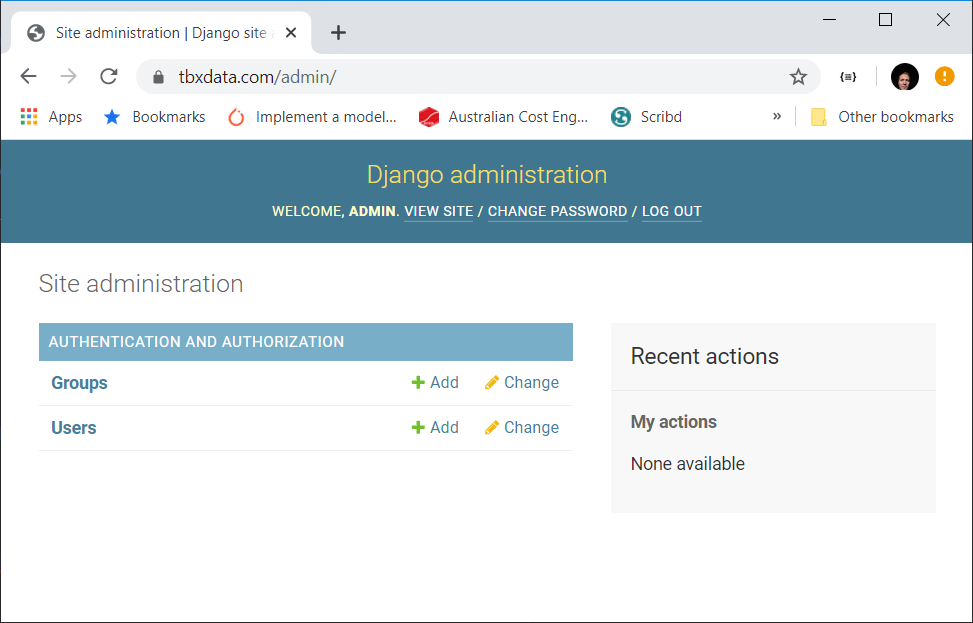 Site administration | Django site
tbxdata.com/admin/
Apps Bookmarks Implement a model... Australian Cost Eng... Scribd » Other bookmarks
Django administration
WELCOME, ADMIN. VIEW SITE / CHANGE PASSWORD / LOG OUT
Site administration
AUTHENTICATION AND AUTHORIZATION
Groups Add Change
Users Add Change
Recent actions
My actions
None available